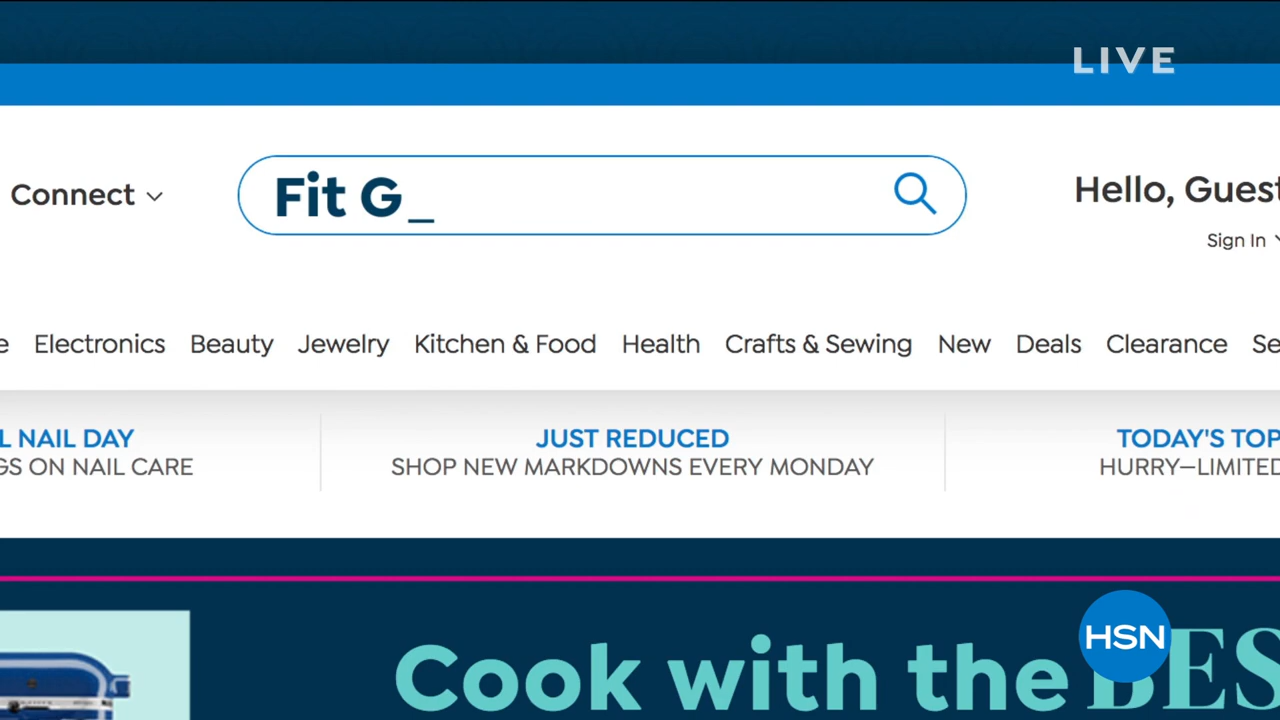 LIVE
Connect
Fit G_
Hello, Guest
Sign In
Electronics Beauty Jewelry Kitchen & Food Health Crafts & Sewing New Deals Clearance
NAIL DAY
JUST REDUCED
TODAY'S TOP
ON NAIL CARE
SHOP NEW MARKDOWNS EVERY MONDAY
HURRY—LIMITED
HSN
Cook with the